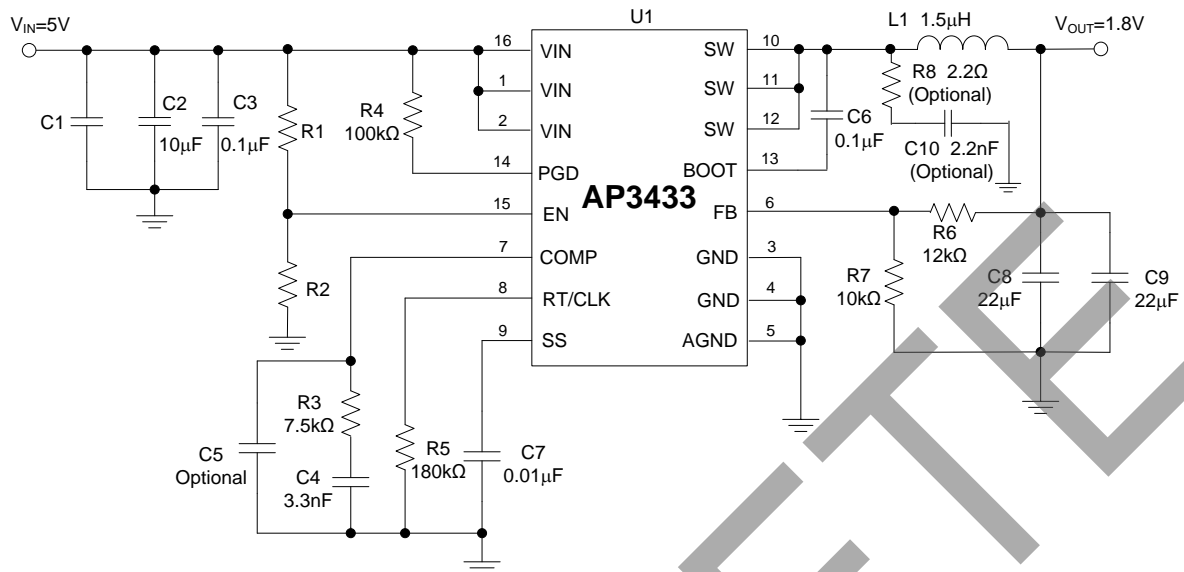 U1
V_IN=5V
L1 1.5μH
V_OUT=1.8V
16 VIN
1 VIN
2 VIN
14 PGD
15 EN
7 COMP
8 RT/CLK
9 SS
AP3433
SW 10
SW 11
SW 12
BOOT 13
FB 6
GND 3
GND 4
AGND 5
C1
C2
10μF
C3
0.1μF
R1
R4
100kΩ
R2
C6
0.1μF
R8 2.2Ω
(Optional)
C10 2.2nF
(Optional)
R6
12kΩ
R7
10kΩ
C8
22μF
C9
22μF
C5
Optional
R3
7.5kΩ
C4
3.3nF
R5
180kΩ
C7
0.01μF